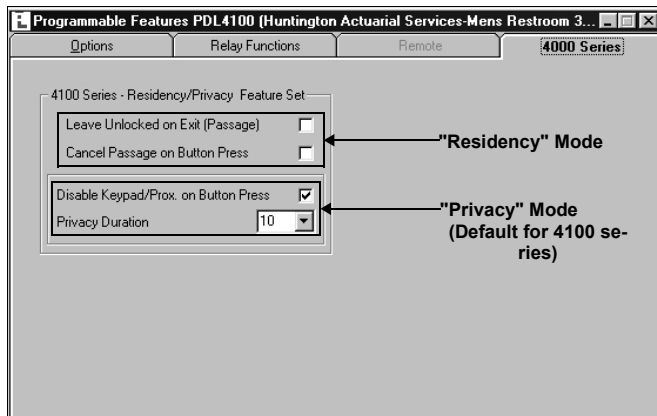 Programmable Features PDL4100 (Huntington Actuarial Services-Mens Restroom 3...
Options
Relay Functions
Remote
4000 Series
4100 Series - Residency/Privacy Feature Set
Leave Unlocked on Exit (Passage)
Cancel Passage on Button Press
"Residency" Mode
Disable Keypad/Prox. on Button Press
Privacy Duration
10
"Privacy" Mode
(Default for 4100 se-
ries)